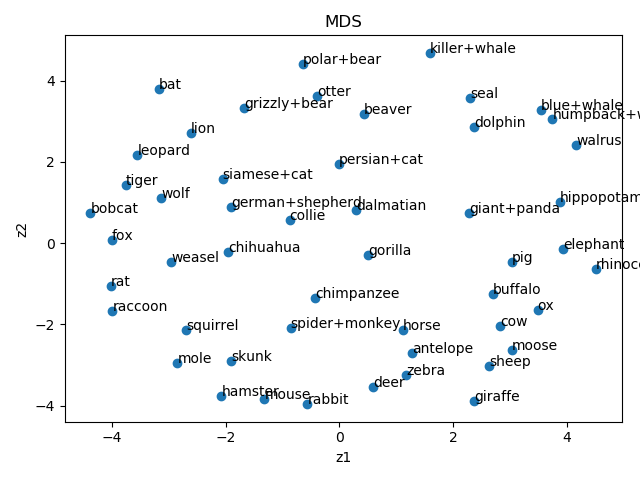 MDS
killer+whale
polar+bear
bat
otter
seal
grizzly+bear
beaver
blue+whale
humpback+w
dolphin
lion
walrus
leopard
persian+cat
siamese+cat
tiger
wolf
hippopotam
german+shepherd
dalmatian
bobcat
giant+panda
collie
fox
chihuahua
gorilla
elephant
weasel
pig
rhinoc
rat
chimpanzee
buffalo
raccoon
ox
squirrel
spider+monkey
horse
cow
antelope
moose
mole
skunk
sheep
zebra
deer
hamster
mouse
rabbit
giraffe
4
2
0
−2
−4
z2
−4 −2 0 2 4
z1